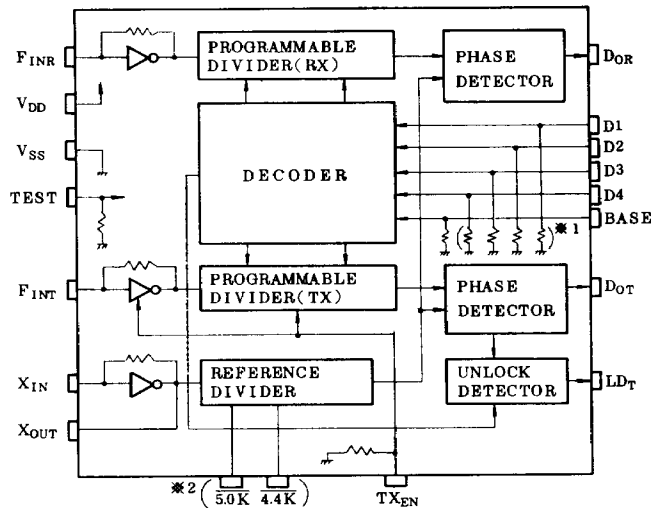 FINR
VDD
VSS
TEST
FINT
XIN
XOUT
PROGRAMMABLE
DIVIDER(RX)
DECODER
PROGRAMMABLE
DIVIDER(TX)
REFERENCE
DIVIDER
PHASE
DETECTOR
PHASE
DETECTOR
UNLOCK
DETECTOR
DOR
D1
D2
D3
D4
BASE
( ) ※1
DOT
LDT
※2 ( 5.0K 4.4K )
TXEN